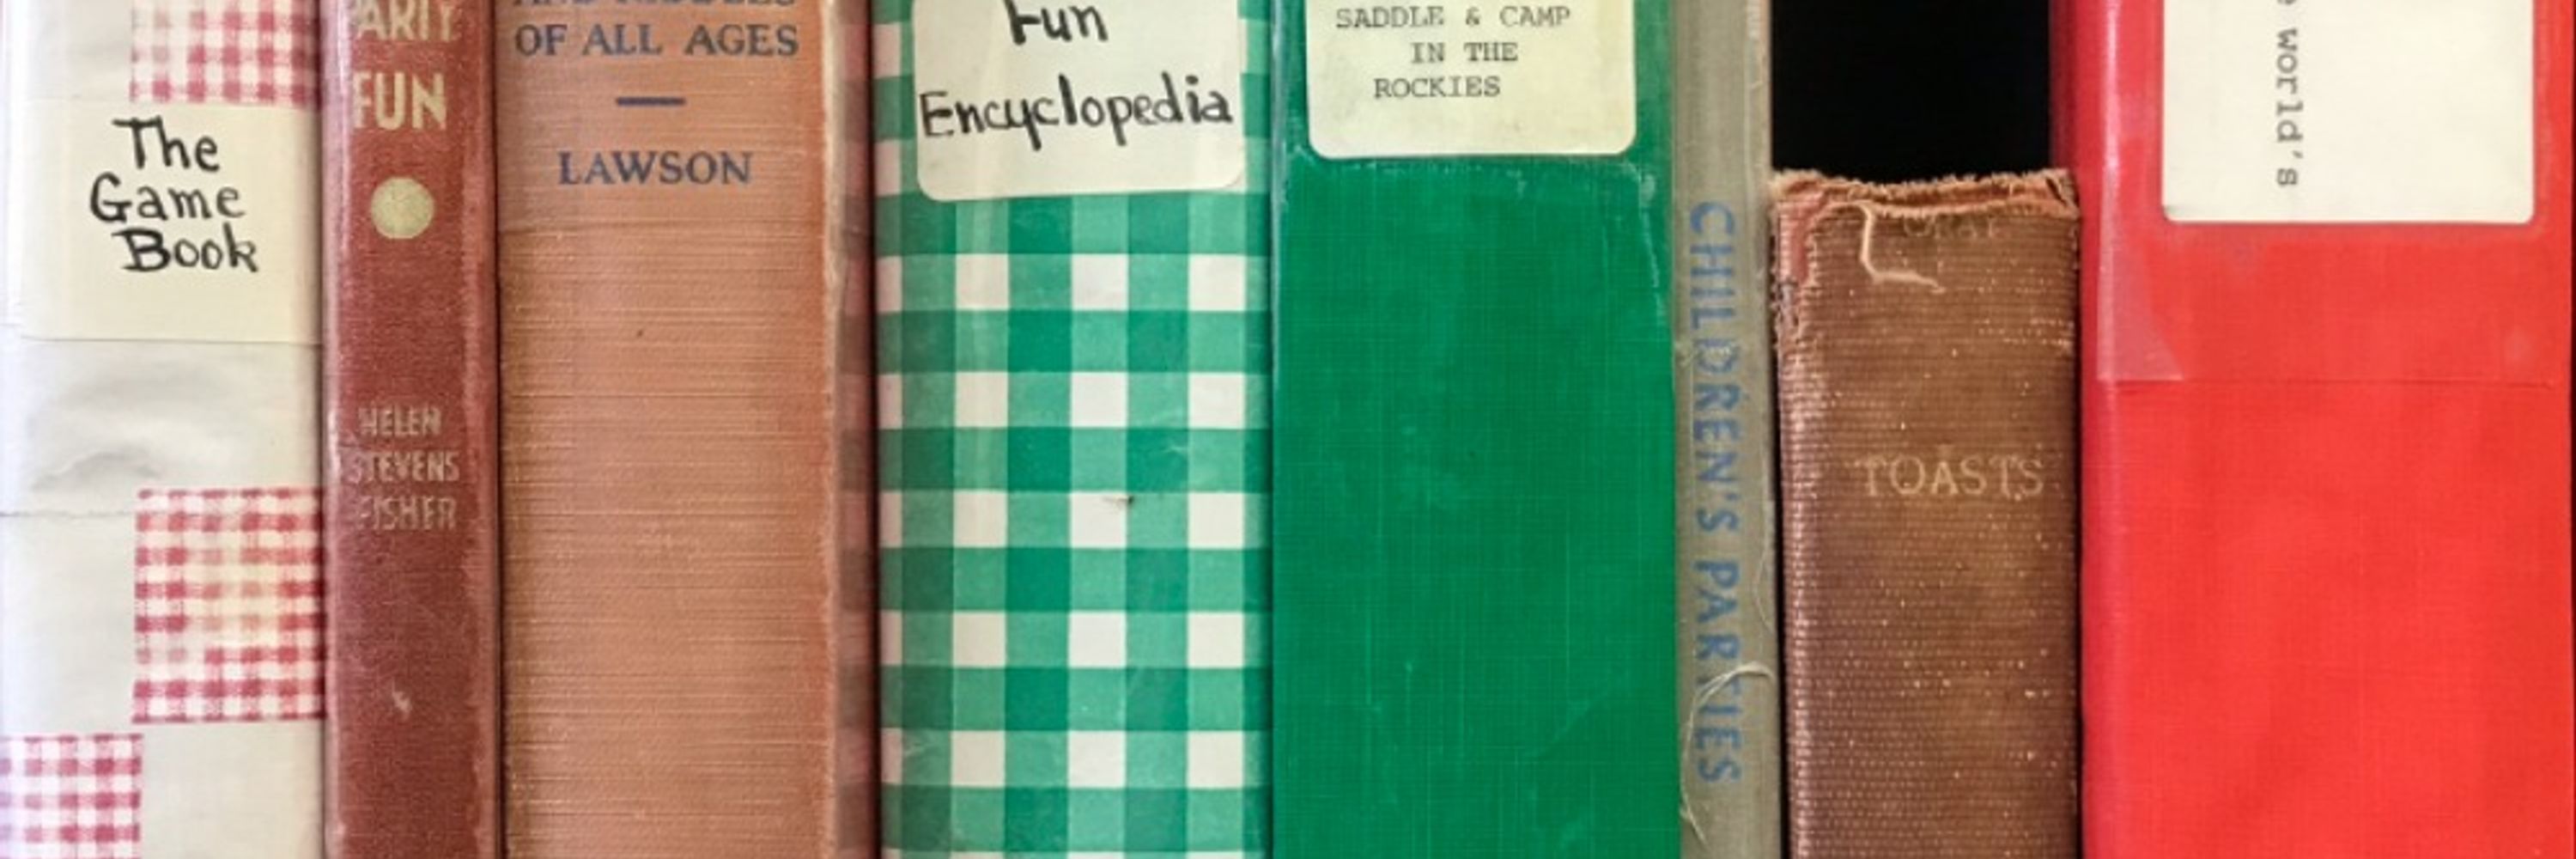 The
Game
Book
FUN
HELEN
STEVENS
FISHER
OF ALL AGES
LAWSON
Fun
Encyclopedia
SADDLE & CAMP
IN THE
ROCKIES
CHILDREN'S PARTIES
TOASTS
world's